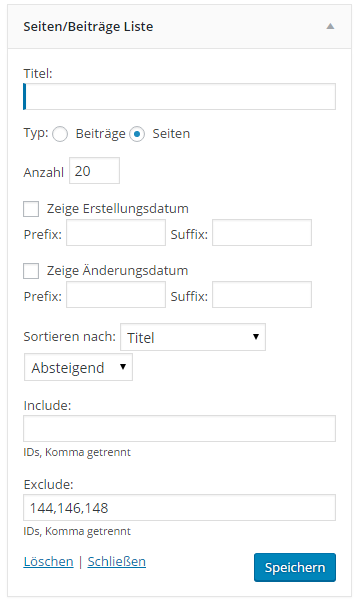 Seiten/Beiträge Liste
Titel:
Typ: Beiträge Seiten
Anzahl 20
Zeige Erstellungsdatum
Prefix: Suffix:
Zeige Änderungsdatum
Prefix: Suffix:
Sortieren nach: Titel
Absteigend
Include:
IDs, Komma getrennt
Exclude:
144,146,148
IDs, Komma getrennt
Löschen | Schließen Speichern